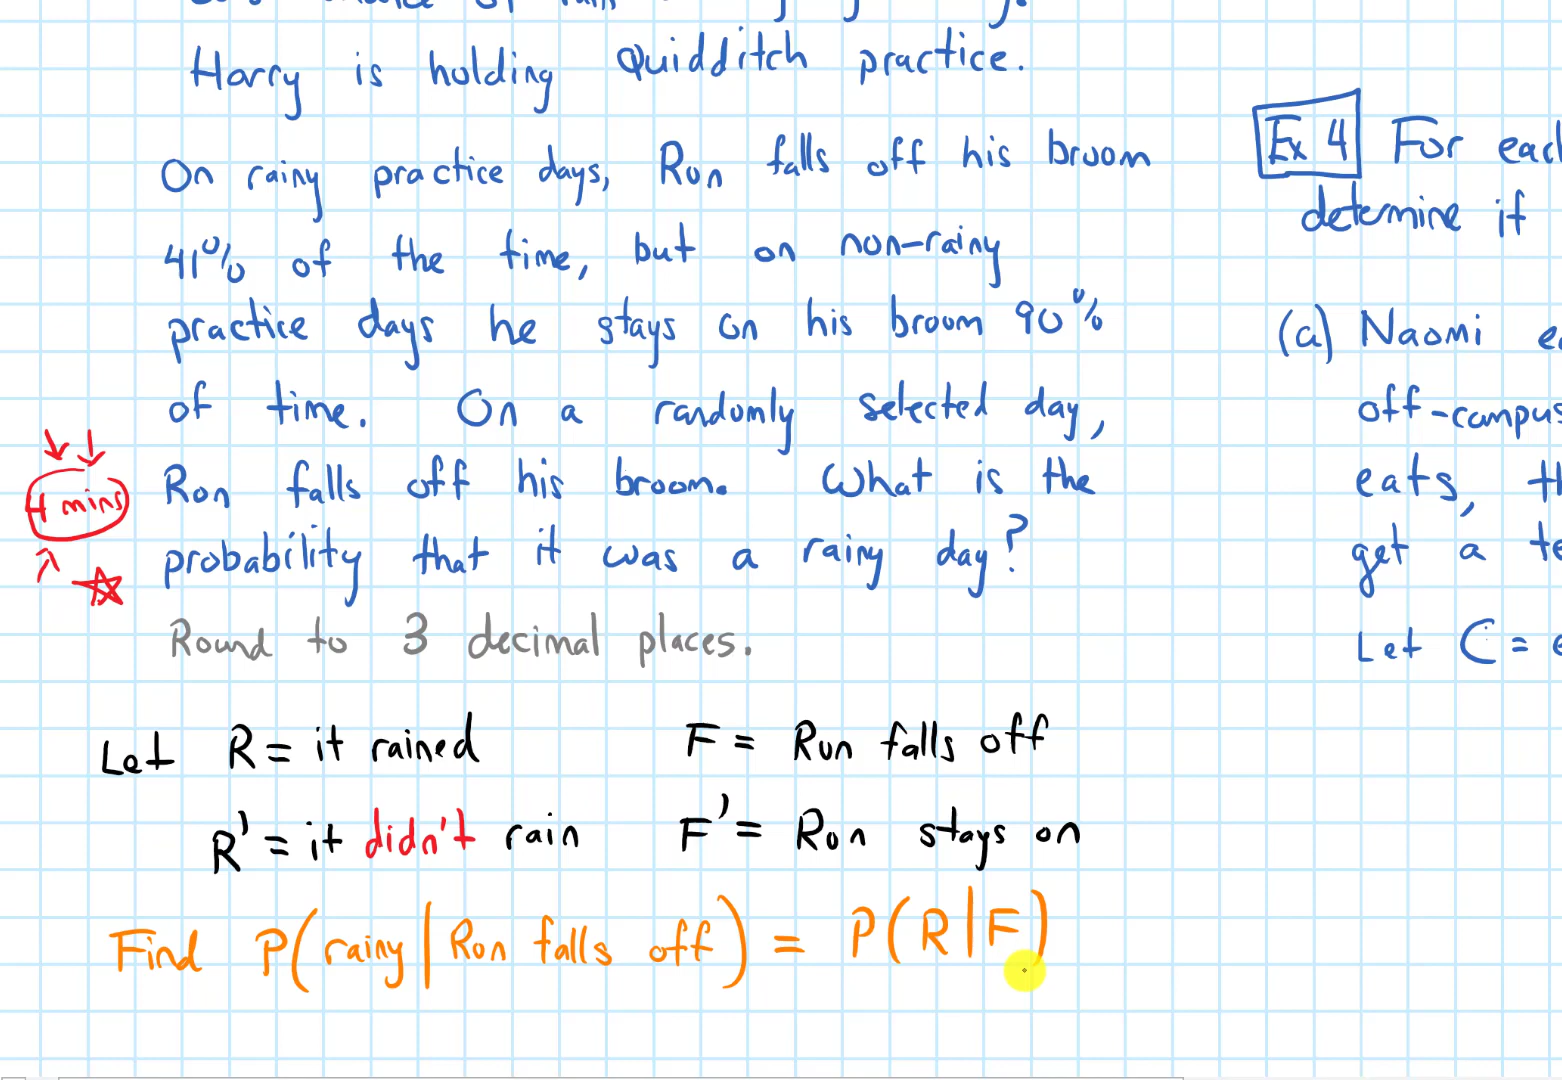 Harry is holding Quidditch practice.
On rainy practice days, Ron falls off his broom
41% of the time, but on non-rainy
practice days he stays on his broom 90%
of time. On a randomly selected day,
Ron falls off his broom. What is the
probability that it was a rainy day?
Round to 3 decimal places.
4 mins
Let R = it rained F = Ron falls off
R' = it didn't rain F' = Ron stays on
Find P(rainy | Ron falls off) = P(R|F)
Ex 4 For each
determine if
(a) Naomi
off-campus
eats,
get a
Let C =